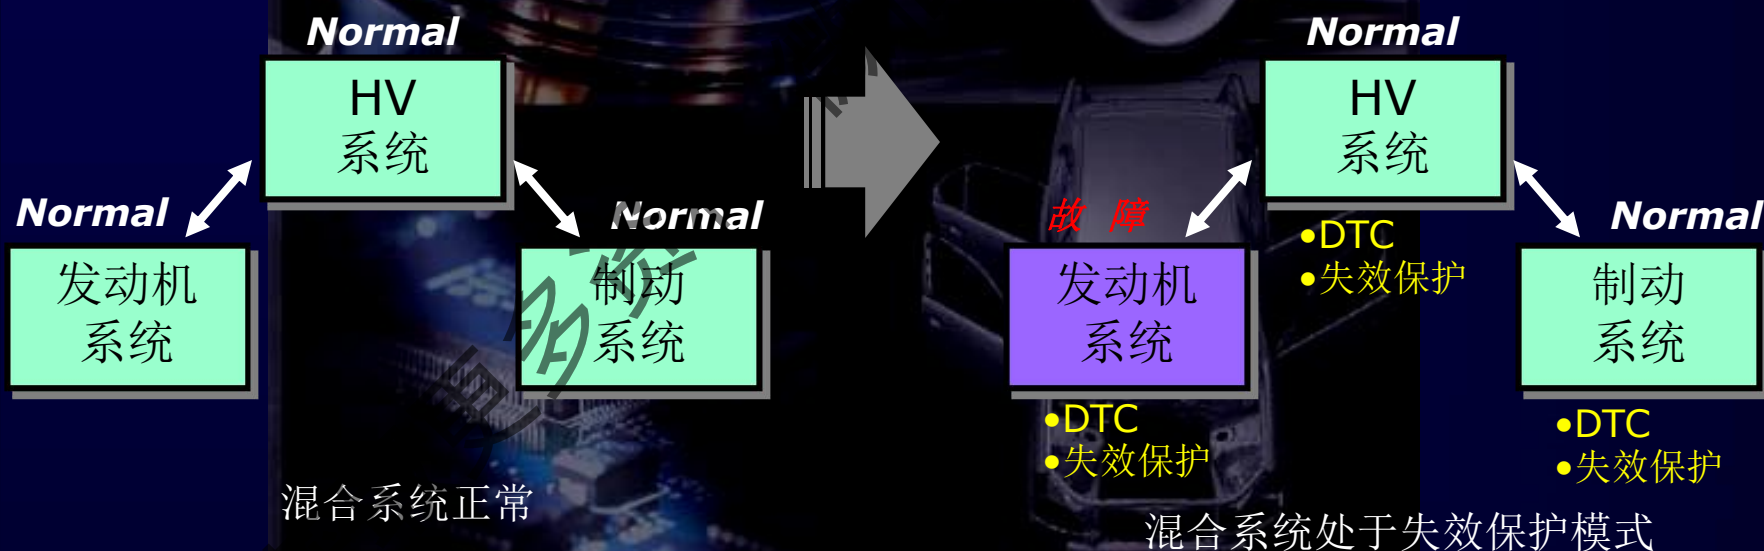 Normal
HV
系统
Normal
发动机
系统
Normal
制动
系统
混合系统正常
Normal
HV
系统
•DTC
•失效保护
故 障
发动机
系统
•DTC
•失效保护
Normal
制动
系统
•DTC
•失效保护
混合系统处于失效保护模式